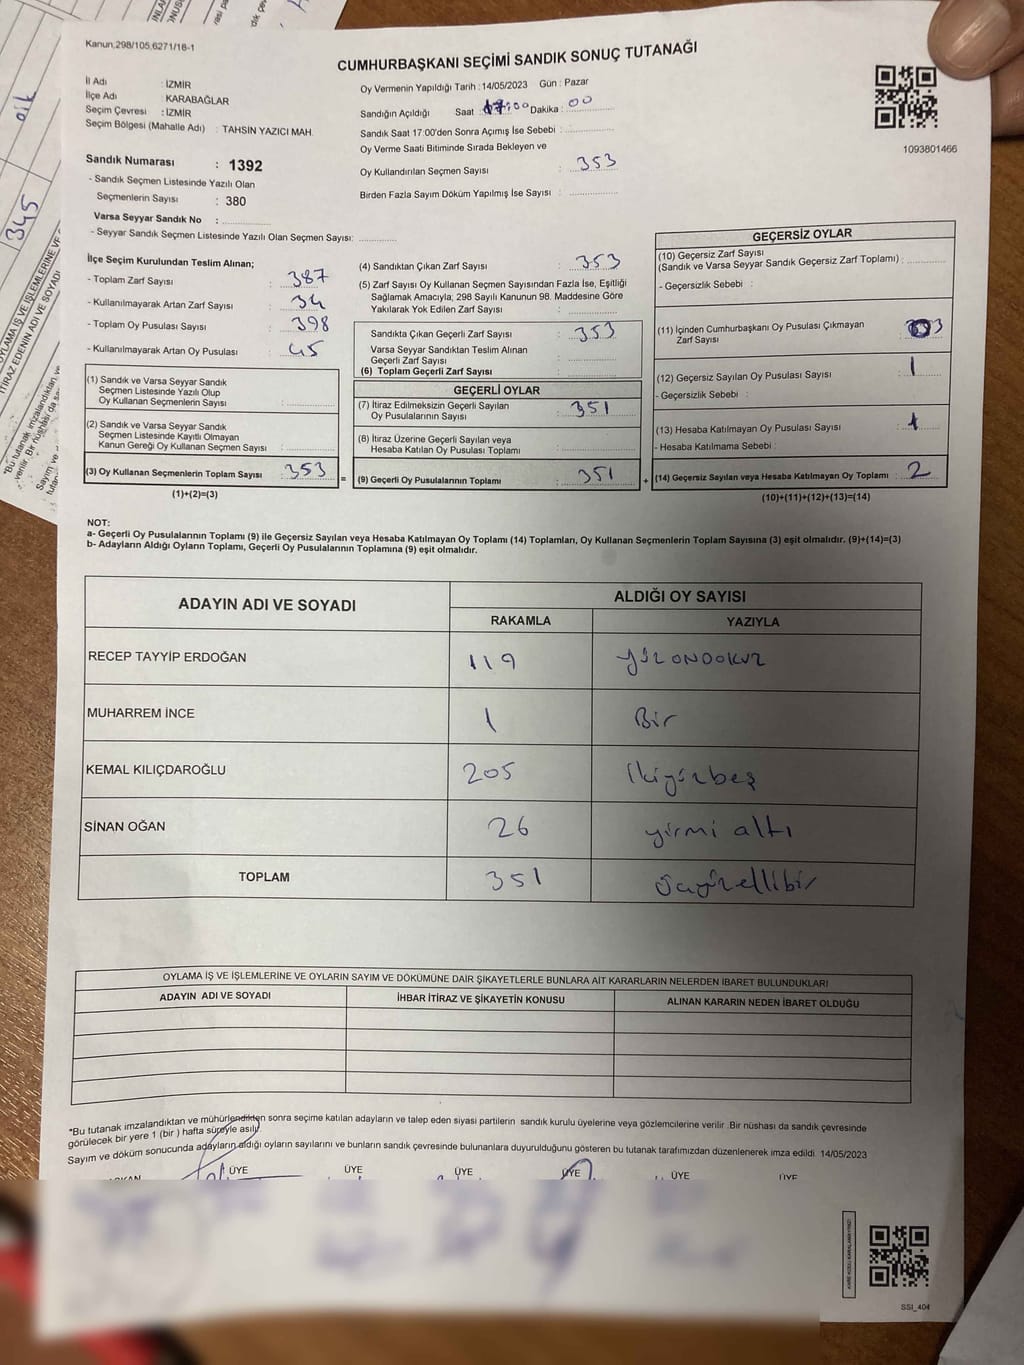 Kanun,298/105,6271/18-1
CUMHURBAŞKANI SEÇİMİ SANDIK SONUÇ TUTANAĞI
İl Adı : İZMİR
İlçe Adı : KARABAĞLAR
Seçim Çevresi : İZMİR
Seçim Bölgesi (Mahalle Adı) : TAHSİN YAZICI MAH.
Sandık Numarası : 1392
- Sandık Seçmen Listesinde Yazılı Olan
Seçmenlerin Sayısı : 380
Varsa Seyyar Sandık No :
- Seyyar Sandık Seçmen Listesinde Yazılı Olan Seçmen Sayısı:
Oy Vermenin Yapıldığı Tarih : 14/05/2023 Gün : Pazar
Sandığın Açıldığı Saat 17:00 Dakika : 00
Sandık Saat 17:00'den Sonra Açımış İse Sebebi :
Oy Verme Saati Bitiminde Sırada Bekleyen ve
Oy Kullandırılan Seçmen Sayısı : 353
Birden Fazla Sayım Döküm Yapılmış İse Sayısı :
1093801466
İlçe Seçim Kurulundan Teslim Alınan;
- Toplam Zarf Sayısı : 387
- Kullanılmayarak Artan Zarf Sayısı : 34
- Toplam Oy Pusulası Sayısı : 398
- Kullanılmayarak Artan Oy Pusulası : 45
(1) Sandık ve Varsa Seyyar Sandık
Seçmen Listesinde Yazılı Olup
Oy Kullanan Seçmenlerin Sayısı :
(2) Sandık ve Varsa Seyyar Sandık
Seçmen Listesinde Kayıtlı Olmayan
Kanun Gereği Oy Kullanan Seçmen Sayısı :
(3) Oy Kullanan Seçmenlerin Toplam Sayısı : 353
(1)+(2)=(3)
=
(4) Sandıktan Çıkan Zarf Sayısı : 353
(5) Zarf Sayısı Oy Kullanan Seçmen Sayısından Fazla İse, Eşitliği
Sağlamak Amacıyla, 298 Sayılı Kanunun 98. Maddesine Göre
Yakılarak Yok Edilen Zarf Sayısı :
Sandıkta Çıkan Geçerli Zarf Sayısı : 353
Varsa Seyyar Sandıktan Teslim Alınan
Geçerli Zarf Sayısı :
(6) Toplam Geçerli Zarf Sayısı :
GEÇERLİ OYLAR
(7) İtiraz Edilmeksizin Geçerli Sayılan
Oy Pusulalarının Sayısı : 351
(8) İtiraz Üzerine Geçerli Sayılan veya
Hesaba Katılan Oy Pusulası Toplamı :
(9) Geçerli Oy Pusulalarının Toplamı : 351
+
GEÇERSİZ OYLAR
(10) Geçersiz Zarf Sayısı
(Sandık ve Varsa Seyyar Sandık Geçersiz Zarf Toplamı) :
- Geçersizlik Sebebi :
(11) İçinden Cumhurbaşkanı Oy Pusulası Çıkmayan
Zarf Sayısı :
(12) Geçersiz Sayılan Oy Pusulası Sayısı : 1
- Geçersizlik Sebebi :
(13) Hesaba Katılmayan Oy Pusulası Sayısı : 1
- Hesaba Katılmama Sebebi :
(14) Geçersiz Sayılan veya Hesaba Katılmayan Oy Toplamı : 2
(10)+(11)+(12)+(13)=(14)
NOT:
a- Geçerli Oy Pusulalarının Toplamı (9) ile Geçersiz Sayılan veya Hesaba Katılmayan Oy Toplamı (14) Toplamları, Oy Kullanan Seçmenlerin Toplam Sayısına (3) eşit olmalıdır. (9)+(14)=(3)
b- Adayların Aldığı Oyların Toplamı, Geçerli Oy Pusulalarının Toplamına (9) eşit olmalıdır.
ADAYIN ADI VE SOYADI ALDIĞI OY SAYISI
RAKAMLA YAZIYLA
RECEP TAYYİP ERDOĞAN 119 yüz ONDOKUZ
MUHARREM İNCE 1 Bir
KEMAL KILIÇDAROĞLU 205 ikiyüzbeş
SİNAN OĞAN 26 yirmi altı
TOPLAM 351 üçyüzellibir
OYLAMA İŞ VE İŞLEMLERİNE VE OYLARIN SAYIM VE DÖKÜMÜNE DAİR ŞİKAYETLERLE BUNLARA AİT KARARLARIN NELERDEN İBARET BULUNDUKLARI
ADAYIN ADI VE SOYADI İHBAR İTİRAZ VE ŞİKAYETİN KONUSU ALINAN KARARIN NEDEN İBARET OLDUĞU
*Bu tutanak imzalandıktan ve mühürlendikten sonra seçime katılan adayların ve talep eden siyasi partilerin sandık kurulu üyelerine veya gözlemcilerine verilir .Bir nüshası da sandık çevresinde
görülecek bir yere 1 (bir ) hafta süreyle asılır.
Sayım ve döküm sonucunda adayların aldığı oyların sayılarını ve bunların sandık çevresinde bulunanlara duyurulduğunu gösteren bu tutanak tarafımızdan düzenlenerek imza edildi. 14/05/2023
ÜYE ÜYE ÜYE ÜYE ÜYE ÜYE
SSI_404
345